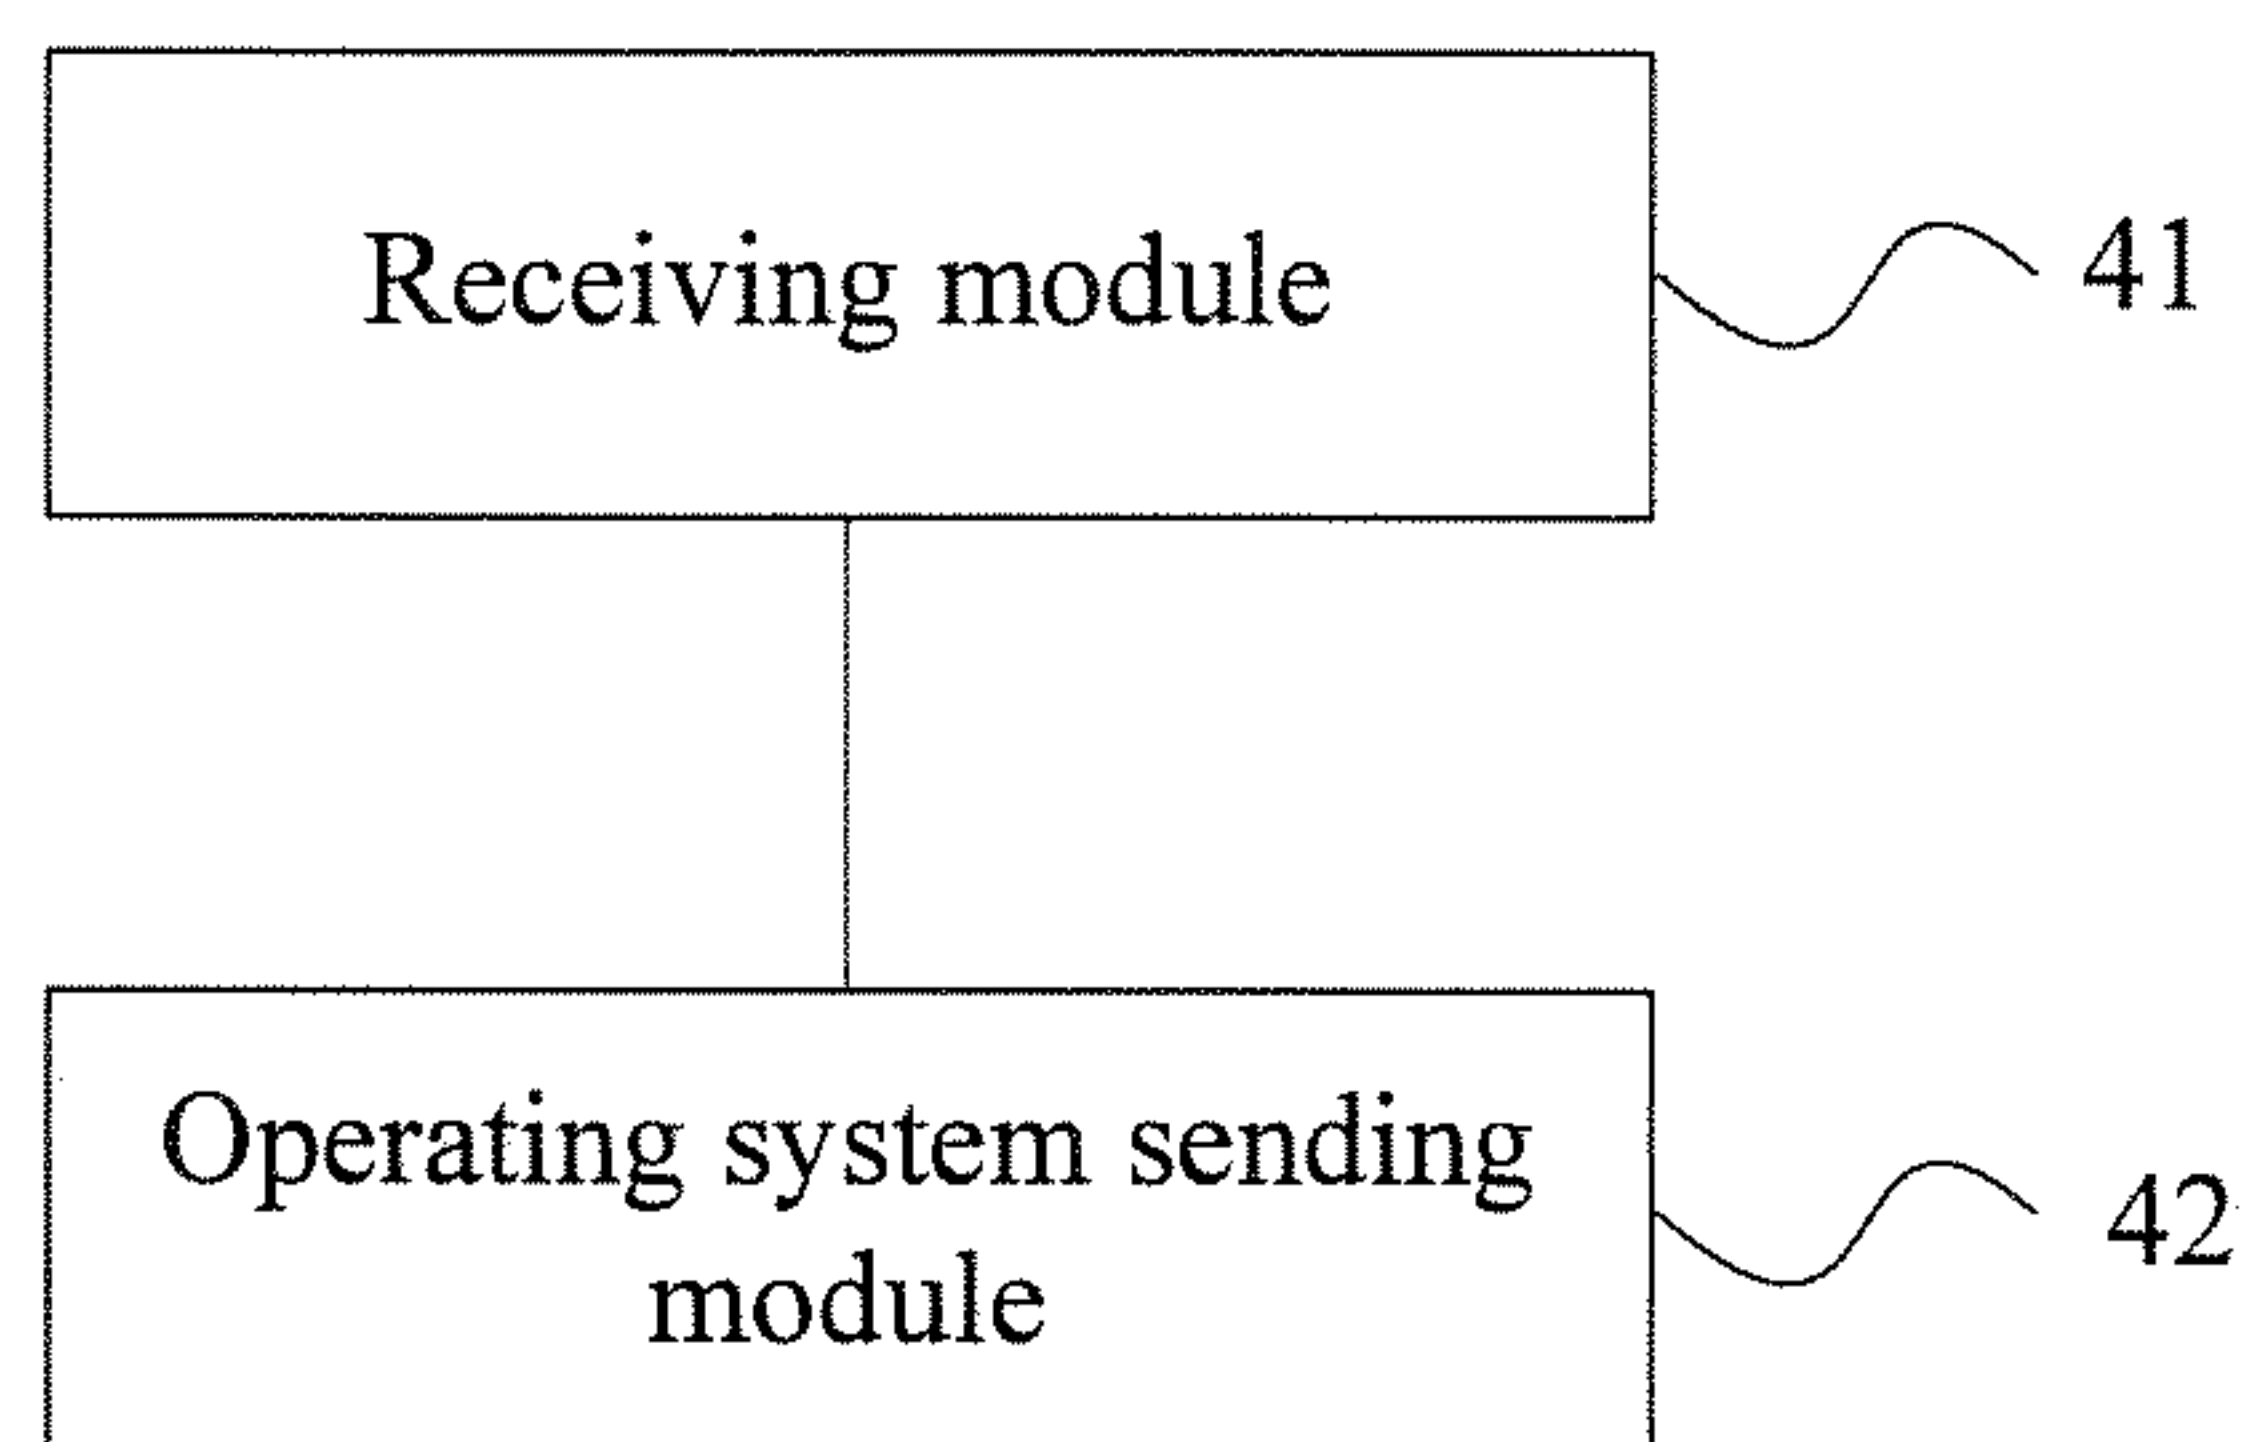 Receiving module
41
Operating system sending
module
42